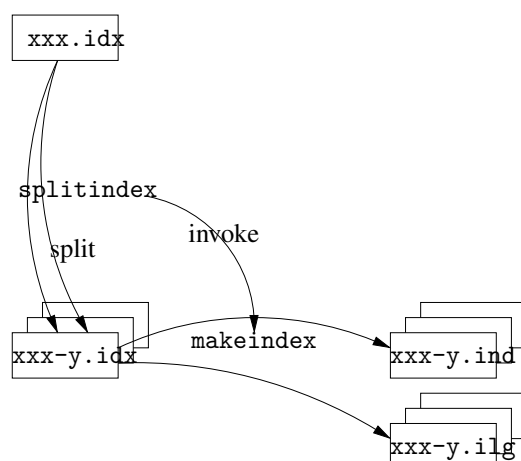 xxx.idx
splitindex
invoke
split
makeindex
xxx-y.idx
xxx-y.ind
xxx-y.ilg